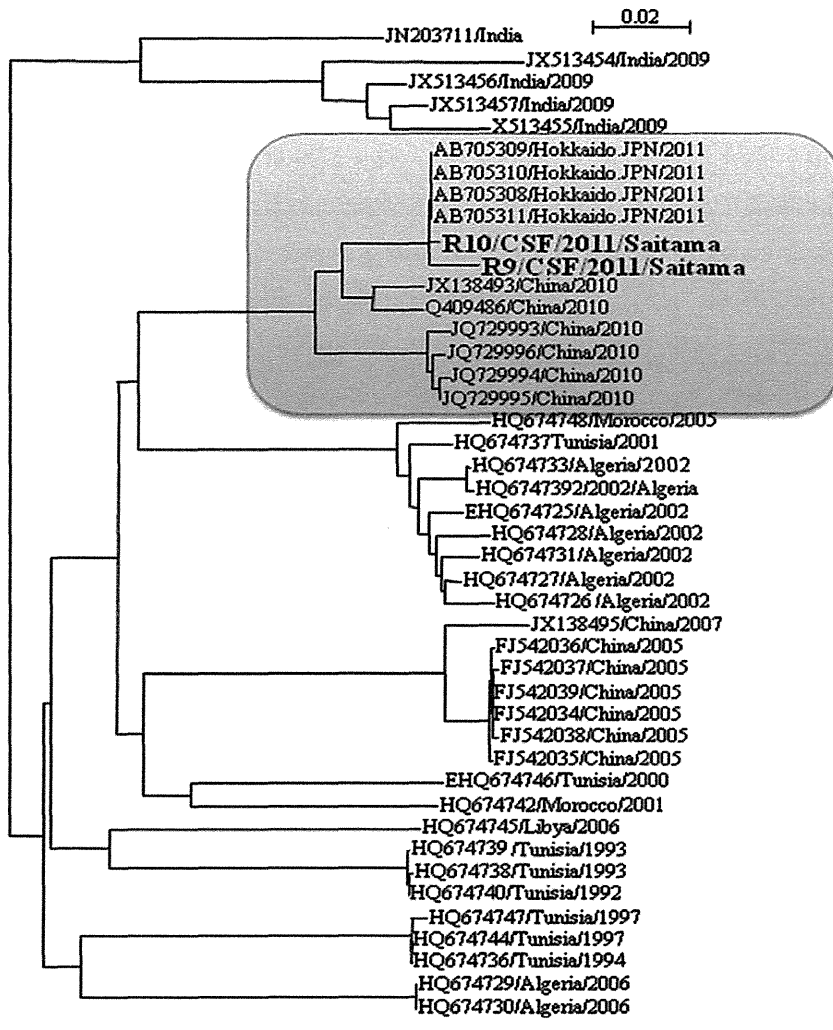 0.02
JN203711/India
JX513454/India/2009
JX513456/India/2009
JX513457/India/2009
X513455/India/2009
AB705309/Hokkaido.JPN/2011
AB705310/Hokkaido.JPN/2011
AB705308/Hokkaido.JPN/2011
AB705311/Hokkaido.JPN/2011
R10/CSF/2011/Saitama
R9/CSF/2011/Saitama
JX138493/China/2010
Q409486/China/2010
JQ729993/China/2010
JQ729996/China/2010
JQ729994/China/2010
JQ729995/China/2010
HQ674748/Morocco/2005
HQ674737Tunisia/2001
HQ674733/Algeria/2002
HQ6747392/2002/Algeria
EHQ674725/Algeria/2002
HQ674728/Algeria/2002
HQ674731/Algeria/2002
HQ674727/Algeria/2002
HQ674726/Algeria/2002
JX138495/China/2007
FJ542036/China/2005
FJ542037/China/2005
FJ542039/China/2005
FJ542034/China/2005
FJ542038/China/2005
FJ542035/China/2005
EHQ674746/Tunisia/2000
HQ674742/Morocco/2001
HQ674745/Libya/2006
HQ674739/Tunisia/1993
HQ674738/Tunisia/1993
HQ674740/Tunisia/1992
HQ674747/Tunisia/1997
HQ674744/Tunisia/1997
HQ674736/Tunisia/1994
HQ674729/Algeria/2006
HQ674730/Algeria/2006